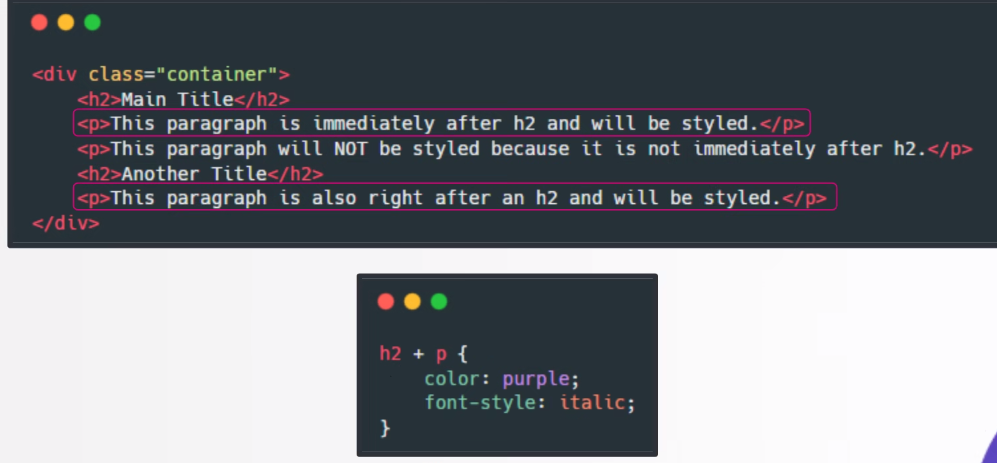 <div class="container">
    <h2>Main Title</h2>
    <p>This paragraph is immediately after h2 and will be styled.</p>
    <p>This paragraph will NOT be styled because it is not immediately after h2.</p>
    <h2>Another Title</h2>
    <p>This paragraph is also right after an h2 and will be styled.</p>
</div>
h2 + p {
    color: purple;
    font-style: italic;
}